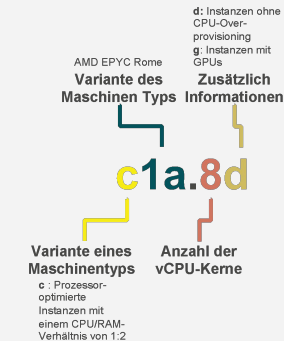 d: Instanzen ohne
CPU-Over-
provisioning
g: Instanzen mit
GPUs
AMD EPYC Rome
Variante des
Maschinen Typs
Zusätzlich
Informationen
c1a.8d
Variante eines
Maschinentyps
c : Prozessor-
optimierte
Instanzen mit
einem CPU/RAM-
Verhältnis von 1:2
Anzahl der
vCPU-Kerne